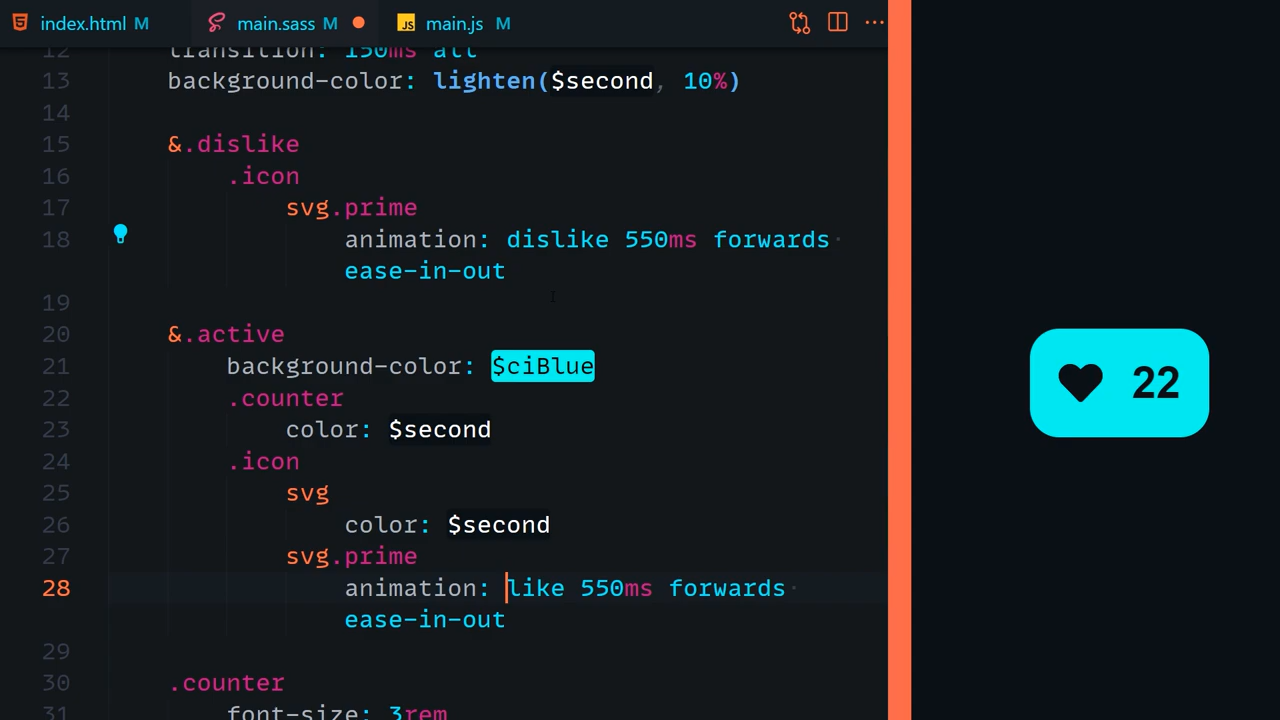 index.html M main.sass M JS main.js M ...
12 transition: 150ms all
13 background-color: lighten($second, 10%)
14
15 &.dislike
16 .icon
17 svg.prime
18 animation: dislike 550ms forwards
ease-in-out
19
20 &.active
21 background-color: $ciBlue
22 .counter
23 color: $second
24 .icon
25 svg
26 color: $second
27 svg.prime
28 animation: like 550ms forwards
ease-in-out
29
30 .counter
31 font-size: 3rem
22